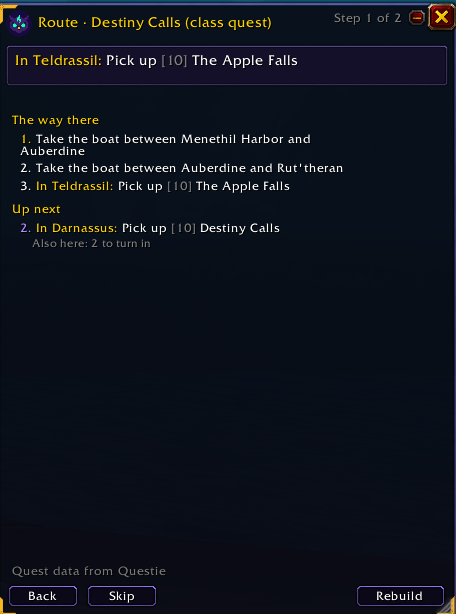 Route · Destiny Calls (class quest)
Step 1 of 2
In Teldrassil: Pick up [10] The Apple Falls
The way there
1. Take the boat between Menethil Harbor and
Auberdine
2. Take the boat between Auberdine and Rut'theran
3. In Teldrassil: Pick up [10] The Apple Falls
Up next
2. In Darnassus: Pick up [10] Destiny Calls
Also here: 2 to turn in
Quest data from Questie
Back
Skip
Rebuild